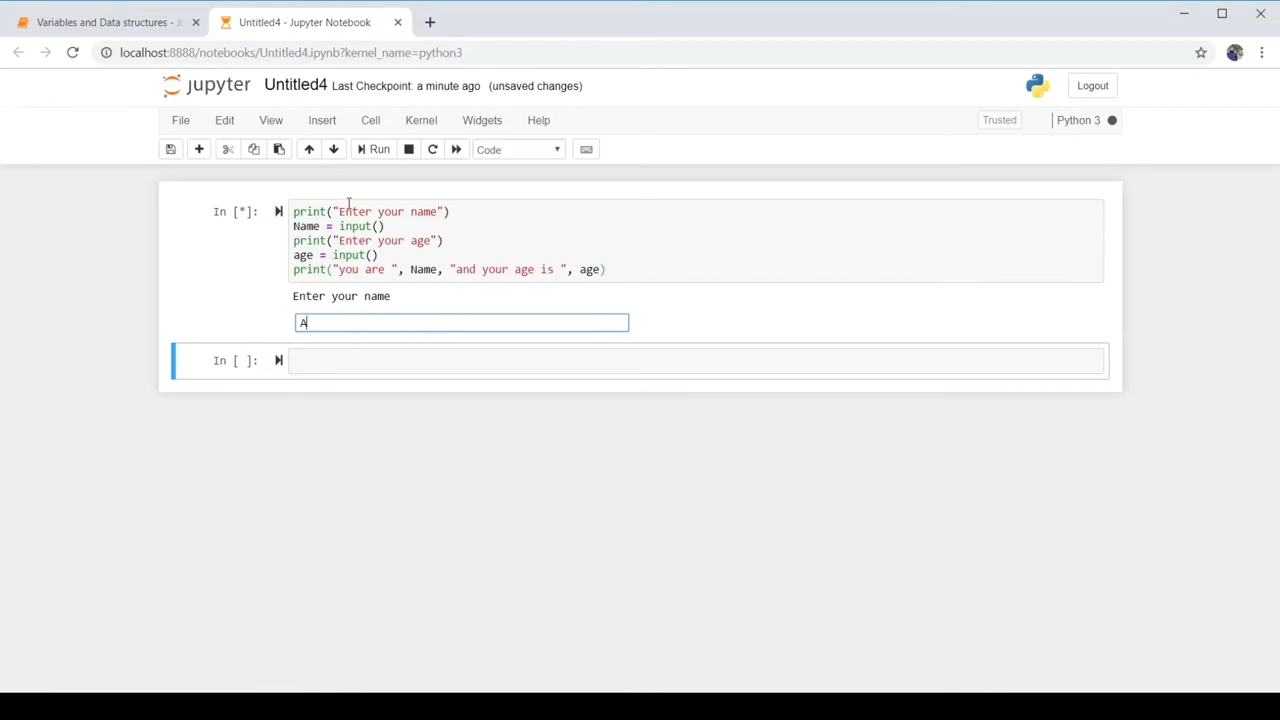 Variables and Data structures - Ju
Untitled4 - Jupyter Notebook
localhost:8888/notebooks/Untitled4.ipynb?kernel_name=python3
jupyter Untitled4 Last Checkpoint: a minute ago (unsaved changes)
Logout
File Edit View Insert Cell Kernel Widgets Help
Trusted
Python 3
Run
Code
In [*]:
print("Enter your name")
Name = input()
print("Enter your age")
age = input()
print("you are ", Name, "and your age is ", age)
Enter your name
A
In [ ]: